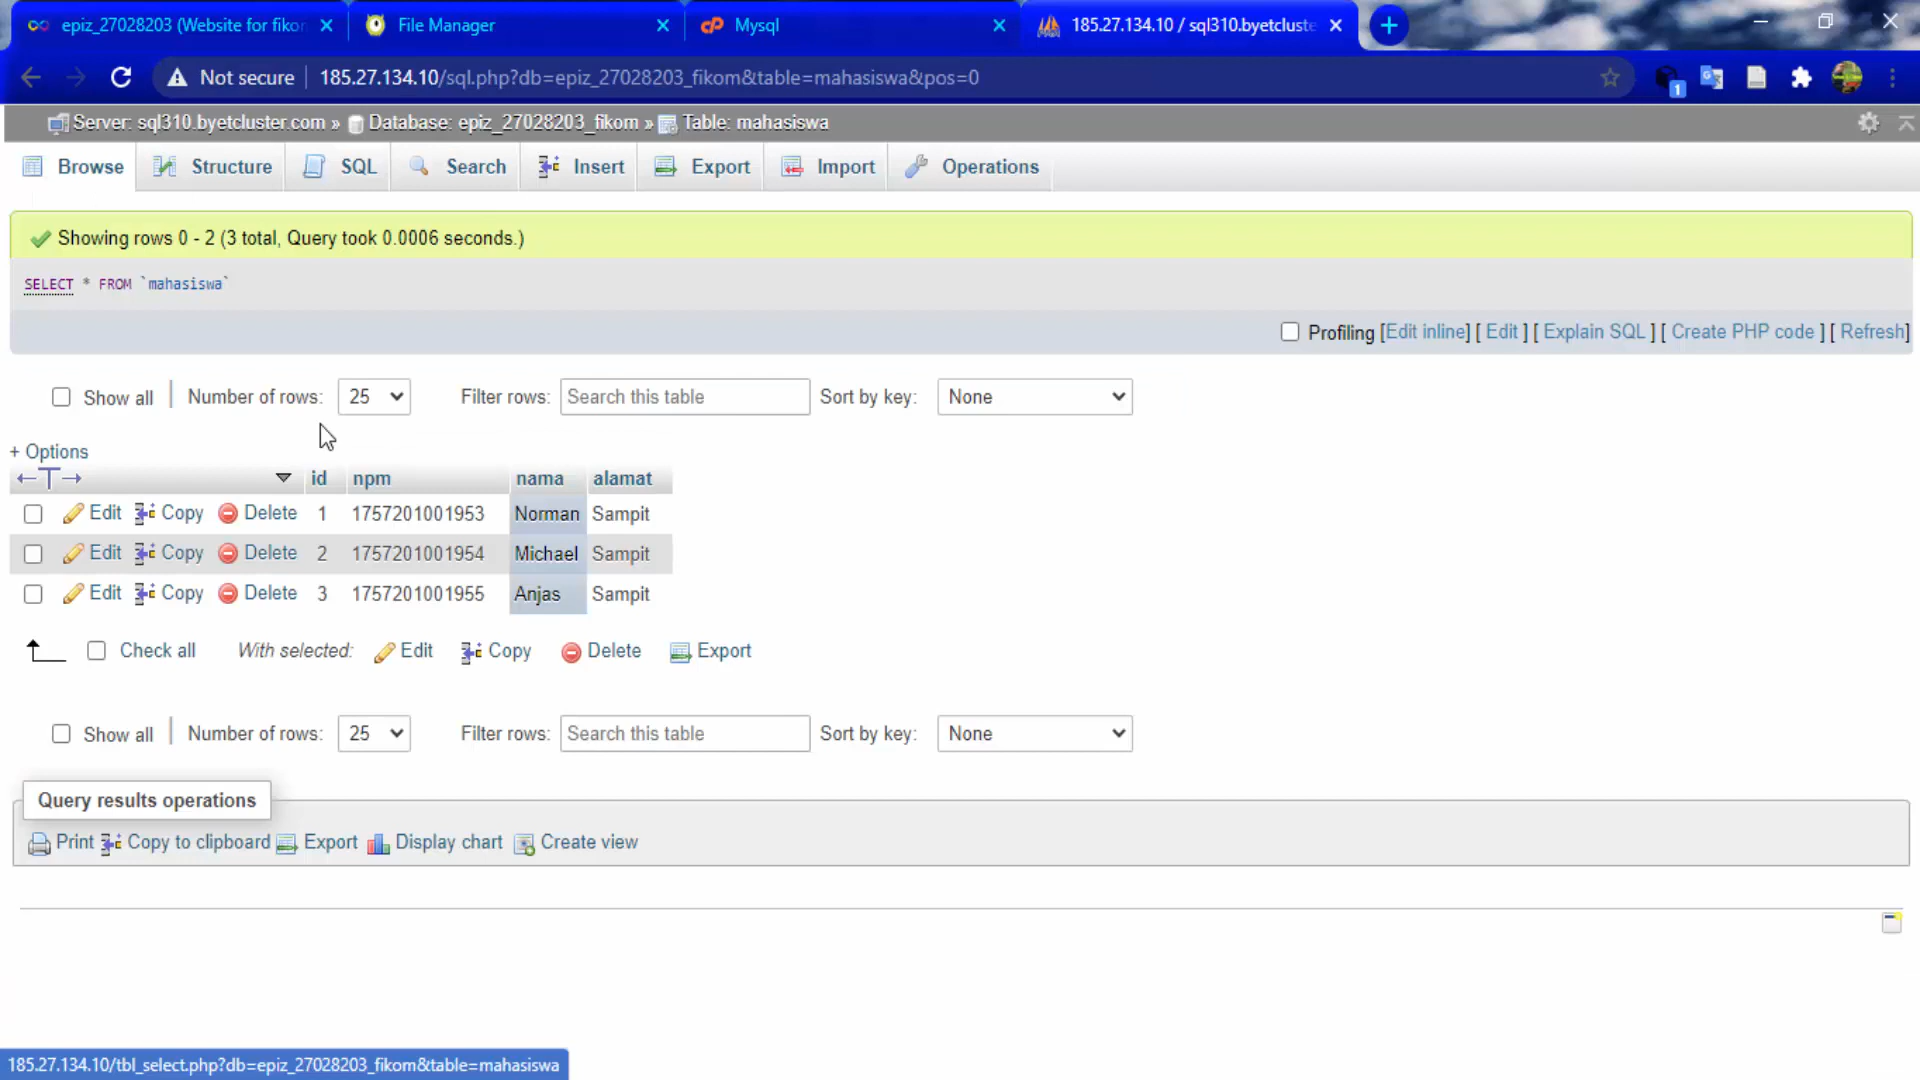 epiz_27028203 (Website for fikom
File Manager
Mysql
185.27.134.10 / sql310.byetcluste
Not secure 185.27.134.10/sql.php?db=epiz_27028203_fikom&table=mahasiswa&pos=0
1
Server: sql310.byetcluster.com » Database: epiz_27028203_fikom » Table: mahasiswa
Browse Structure SQL Search Insert Export Import Operations
Showing rows 0 - 2 (3 total, Query took 0.0006 seconds.)
SELECT * FROM `mahasiswa`
Profiling [Edit inline] [ Edit ] [ Explain SQL ] [ Create PHP code ] [ Refresh]
Show all Number of rows: 25 Filter rows: Search this table Sort by key: None
+ Options
←T→ id npm nama alamat
Edit Copy Delete 1 1757201001953 Norman Sampit
Edit Copy Delete 2 1757201001954 Michael Sampit
Edit Copy Delete 3 1757201001955 Anjas Sampit
Check all With selected: Edit Copy Delete Export
Show all Number of rows: 25 Filter rows: Search this table Sort by key: None
Query results operations
Print Copy to clipboard Export Display chart Create view
185.27.134.10/tbl_select.php?db=epiz_27028203_fikom&table=mahasiswa